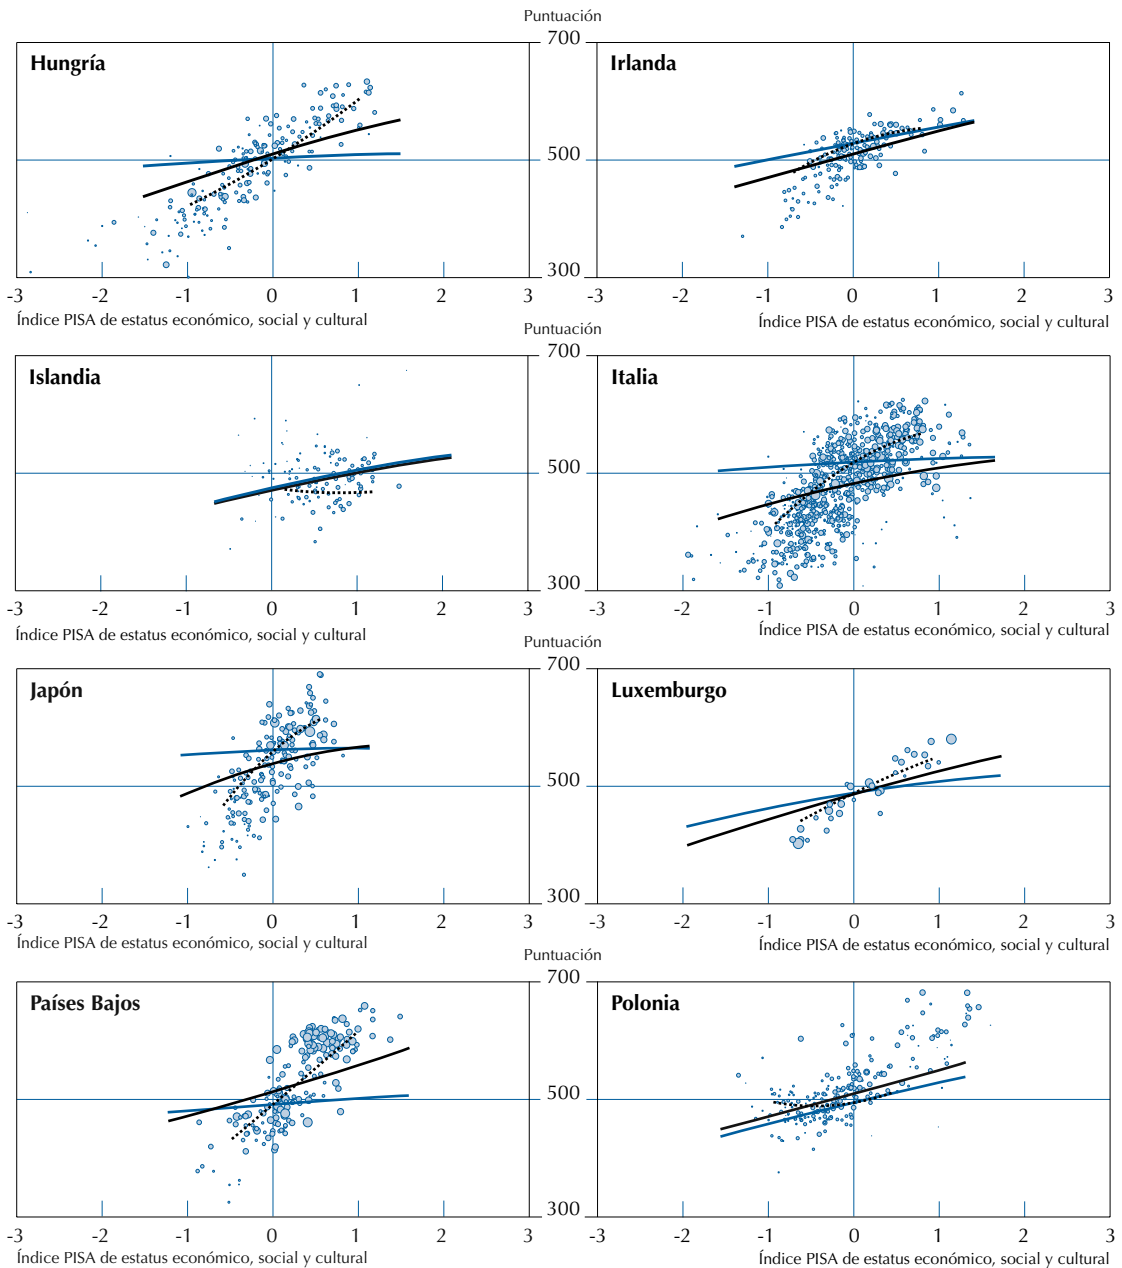 Puntuación
700
Hungría
Irlanda
500
300
-3 -2 -1 0 1 2 3
-3 -2 -1 0 1 2 3
Índice PISA de estatus económico, social y cultural
Índice PISA de estatus económico, social y cultural
Puntuación
700
Islandia
Italia
500
300
-3 -2 -1 0 1 2 3
-3 -2 -1 0 1 2 3
Índice PISA de estatus económico, social y cultural
Índice PISA de estatus económico, social y cultural
Puntuación
700
Japón
Luxemburgo
500
300
-3 -2 -1 0 1 2 3
-3 -2 -1 0 1 2 3
Índice PISA de estatus económico, social y cultural
Índice PISA de estatus económico, social y cultural
Puntuación
700
Países Bajos
Polonia
500
300
-3 -2 -1 0 1 2 3
-3 -2 -1 0 1 2 3
Índice PISA de estatus económico, social y cultural
Índice PISA de estatus económico, social y cultural